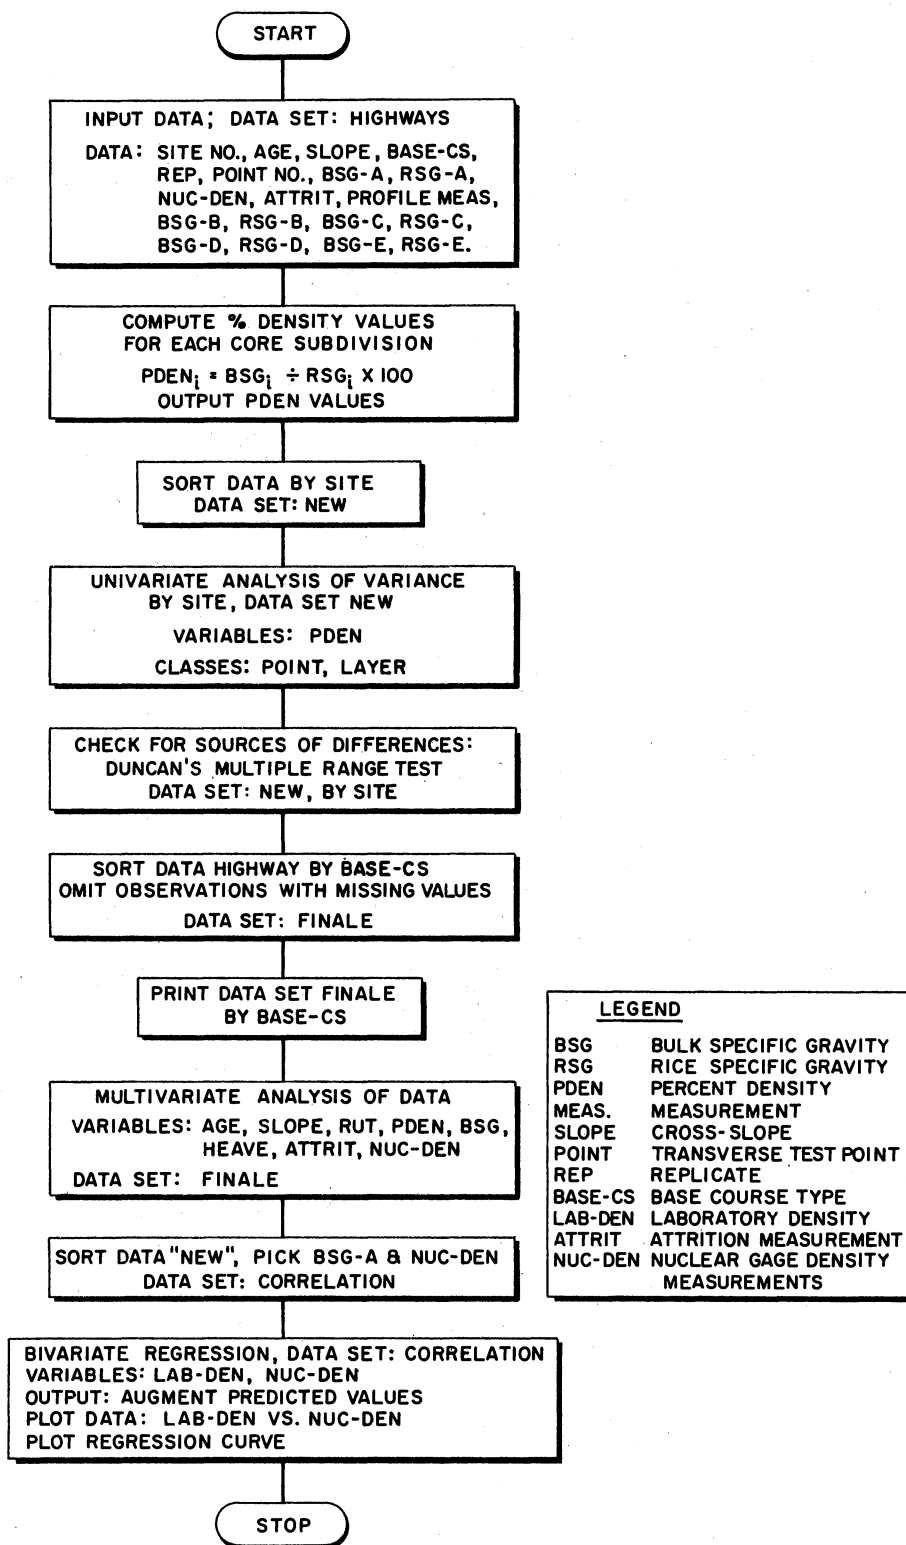 START
INPUT DATA; DATA SET: HIGHWAYS
DATA: SITE NO., AGE, SLOPE, BASE-CS,
REP, POINT NO., BSG-A, RSG-A,
NUC-DEN, ATTRIT, PROFILE MEAS,
BSG-B, RSG-B, BSG-C, RSG-C,
BSG-D, RSG-D, BSG-E, RSG-E.
COMPUTE % DENSITY VALUES
FOR EACH CORE SUBDIVISION
PDENi = BSGi ÷ RSGi X 100
OUTPUT PDEN VALUES
SORT DATA BY SITE
DATA SET: NEW
UNIVARIATE ANALYSIS OF VARIANCE
BY SITE, DATA SET NEW
VARIABLES: PDEN
CLASSES: POINT, LAYER
CHECK FOR SOURCES OF DIFFERENCES:
DUNCAN'S MULTIPLE RANGE TEST
DATA SET: NEW, BY SITE
SORT DATA HIGHWAY BY BASE-CS
OMIT OBSERVATIONS WITH MISSING VALUES
DATA SET: FINALE
PRINT DATA SET FINALE
BY BASE-CS
MULTIVARIATE ANALYSIS OF DATA
VARIABLES: AGE, SLOPE, RUT, PDEN, BSG,
HEAVE, ATTRIT, NUC-DEN
DATA SET: FINALE
SORT DATA "NEW", PICK BSG-A & NUC-DEN
DATA SET: CORRELATION
BIVARIATE REGRESSION, DATA SET: CORRELATION
VARIABLES: LAB-DEN, NUC-DEN
OUTPUT: AUGMENT PREDICTED VALUES
PLOT DATA: LAB-DEN VS. NUC-DEN
PLOT REGRESSION CURVE
STOP
LEGEND
BSG BULK SPECIFIC GRAVITY
RSG RICE SPECIFIC GRAVITY
PDEN PERCENT DENSITY
MEAS. MEASUREMENT
SLOPE CROSS-SLOPE
POINT TRANSVERSE TEST POINT
REP REPLICATE
BASE-CS BASE COURSE TYPE
LAB-DEN LABORATORY DENSITY
ATTRIT ATTRITION MEASUREMENT
NUC-DEN NUCLEAR GAGE DENSITY
MEASUREMENTS